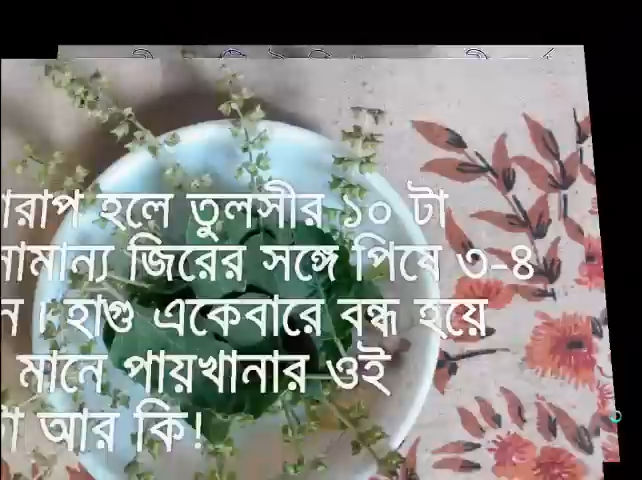 হলে তুলসীর ১০ টা
জিরের সঙ্গে পিষে ৩-৪
হাগু একেবারে বন্ধ হয়ে
মানে পায়খানার ওই
আর কি!